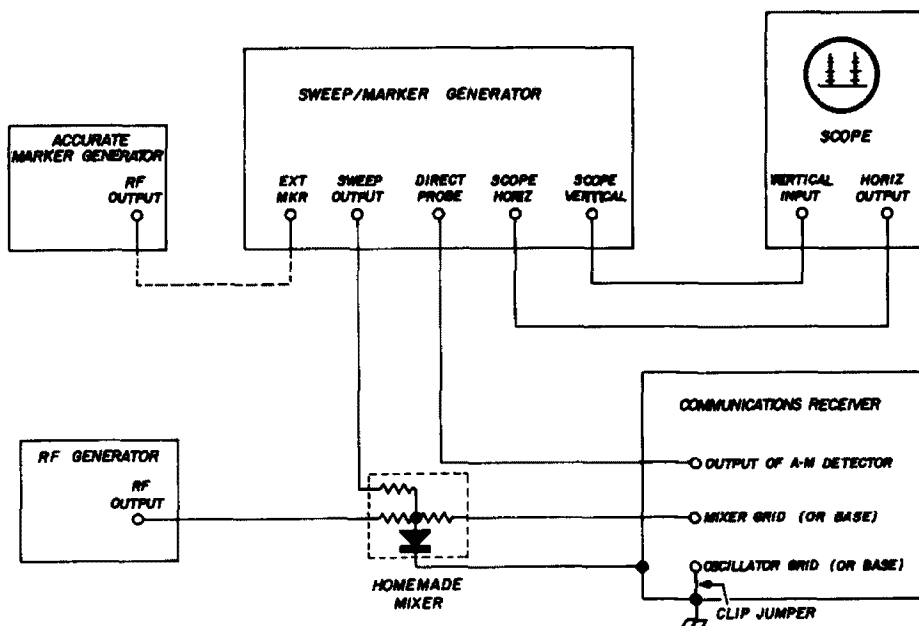 SWEEP/MARKER GENERATOR
SCOPE
ACCURATE
MARKER GENERATOR
RF
OUTPUT
EXT
MKR
SWEEP
OUTPUT
DIRECT
PROBE
SCOPE
HORIZ
SCOPE
VERTICAL
VERTICAL
INPUT
HORIZ
OUTPUT
COMMUNICATIONS RECEIVER
RF GENERATOR
RF
OUTPUT
OUTPUT OF A-M DETECTOR
MIXER GRID (OR BASE)
OSCILLATOR GRID (OR BASE)
HOMEMADE
MIXER
CLIP JUMPER